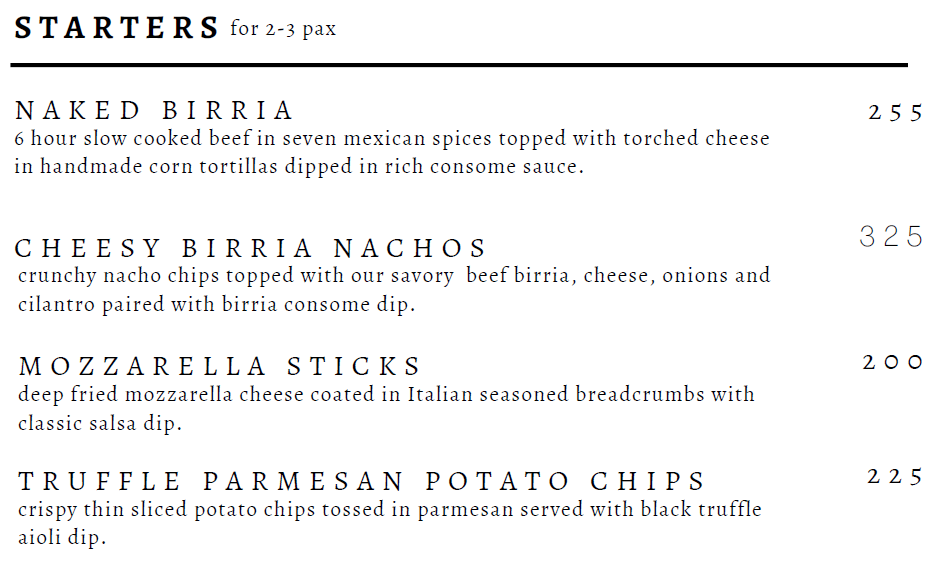 STARTERS for 2-3 pax
NAKED BIRRIA 255
6 hour slow cooked beef in seven mexican spices topped with torched cheese
in handmade corn tortillas dipped in rich consome sauce.
CHEESY BIRRIA NACHOS 325
crunchy nacho chips topped with our savory beef birria, cheese, onions and
cilantro paired with birria consome dip.
MOZZARELLA STICKS 200
deep fried mozzarella cheese coated in Italian seasoned breadcrumbs with
classic salsa dip.
TRUFFLE PARMESAN POTATO CHIPS 225
crispy thin sliced potato chips tossed in parmesan served with black truffle
aioli dip.